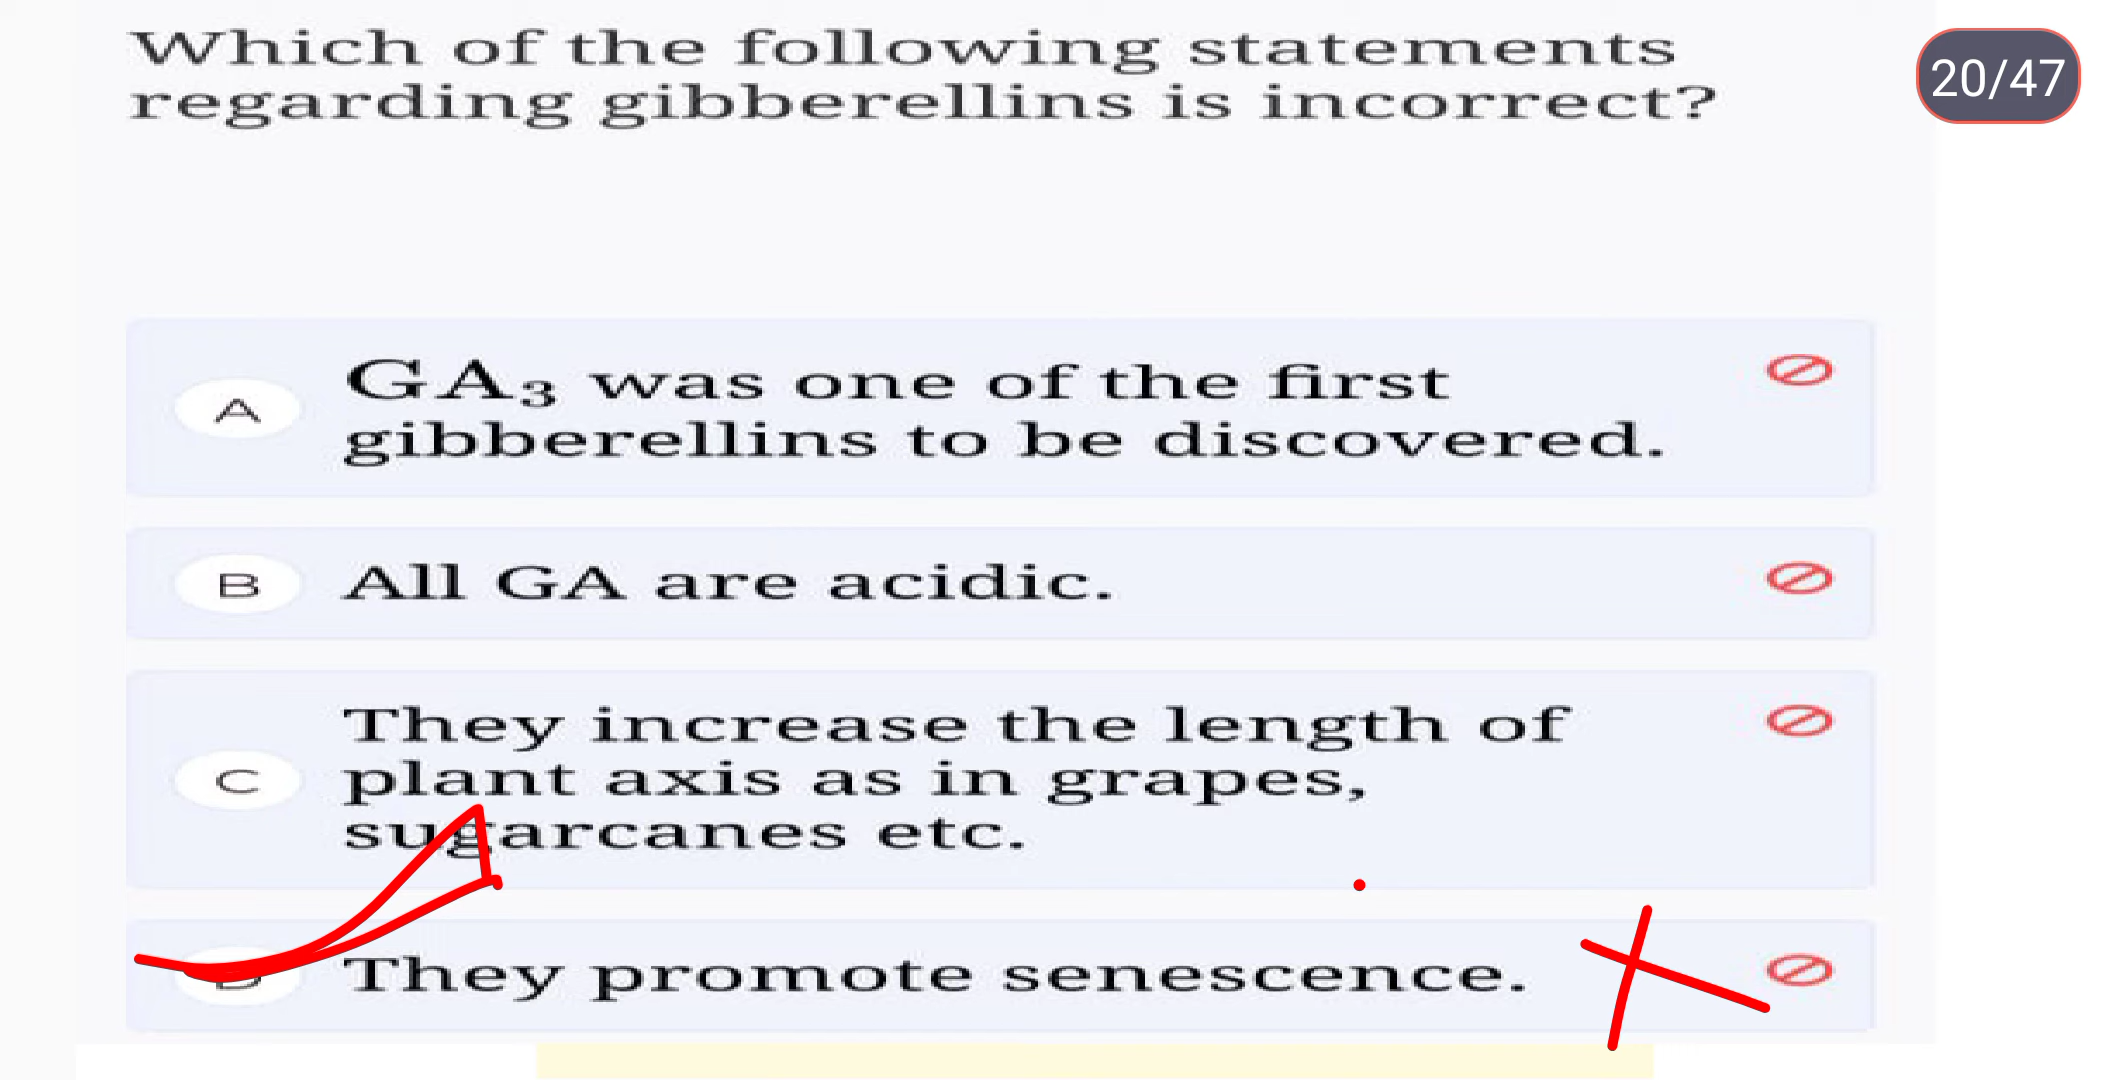 Which of the following statements
regarding gibberellins is incorrect?
20/47
A
GA₃ was one of the first
gibberellins to be discovered.
B
All GA are acidic.
C
They increase the length of
plant axis as in grapes,
sugarcanes etc.
They promote senescence.